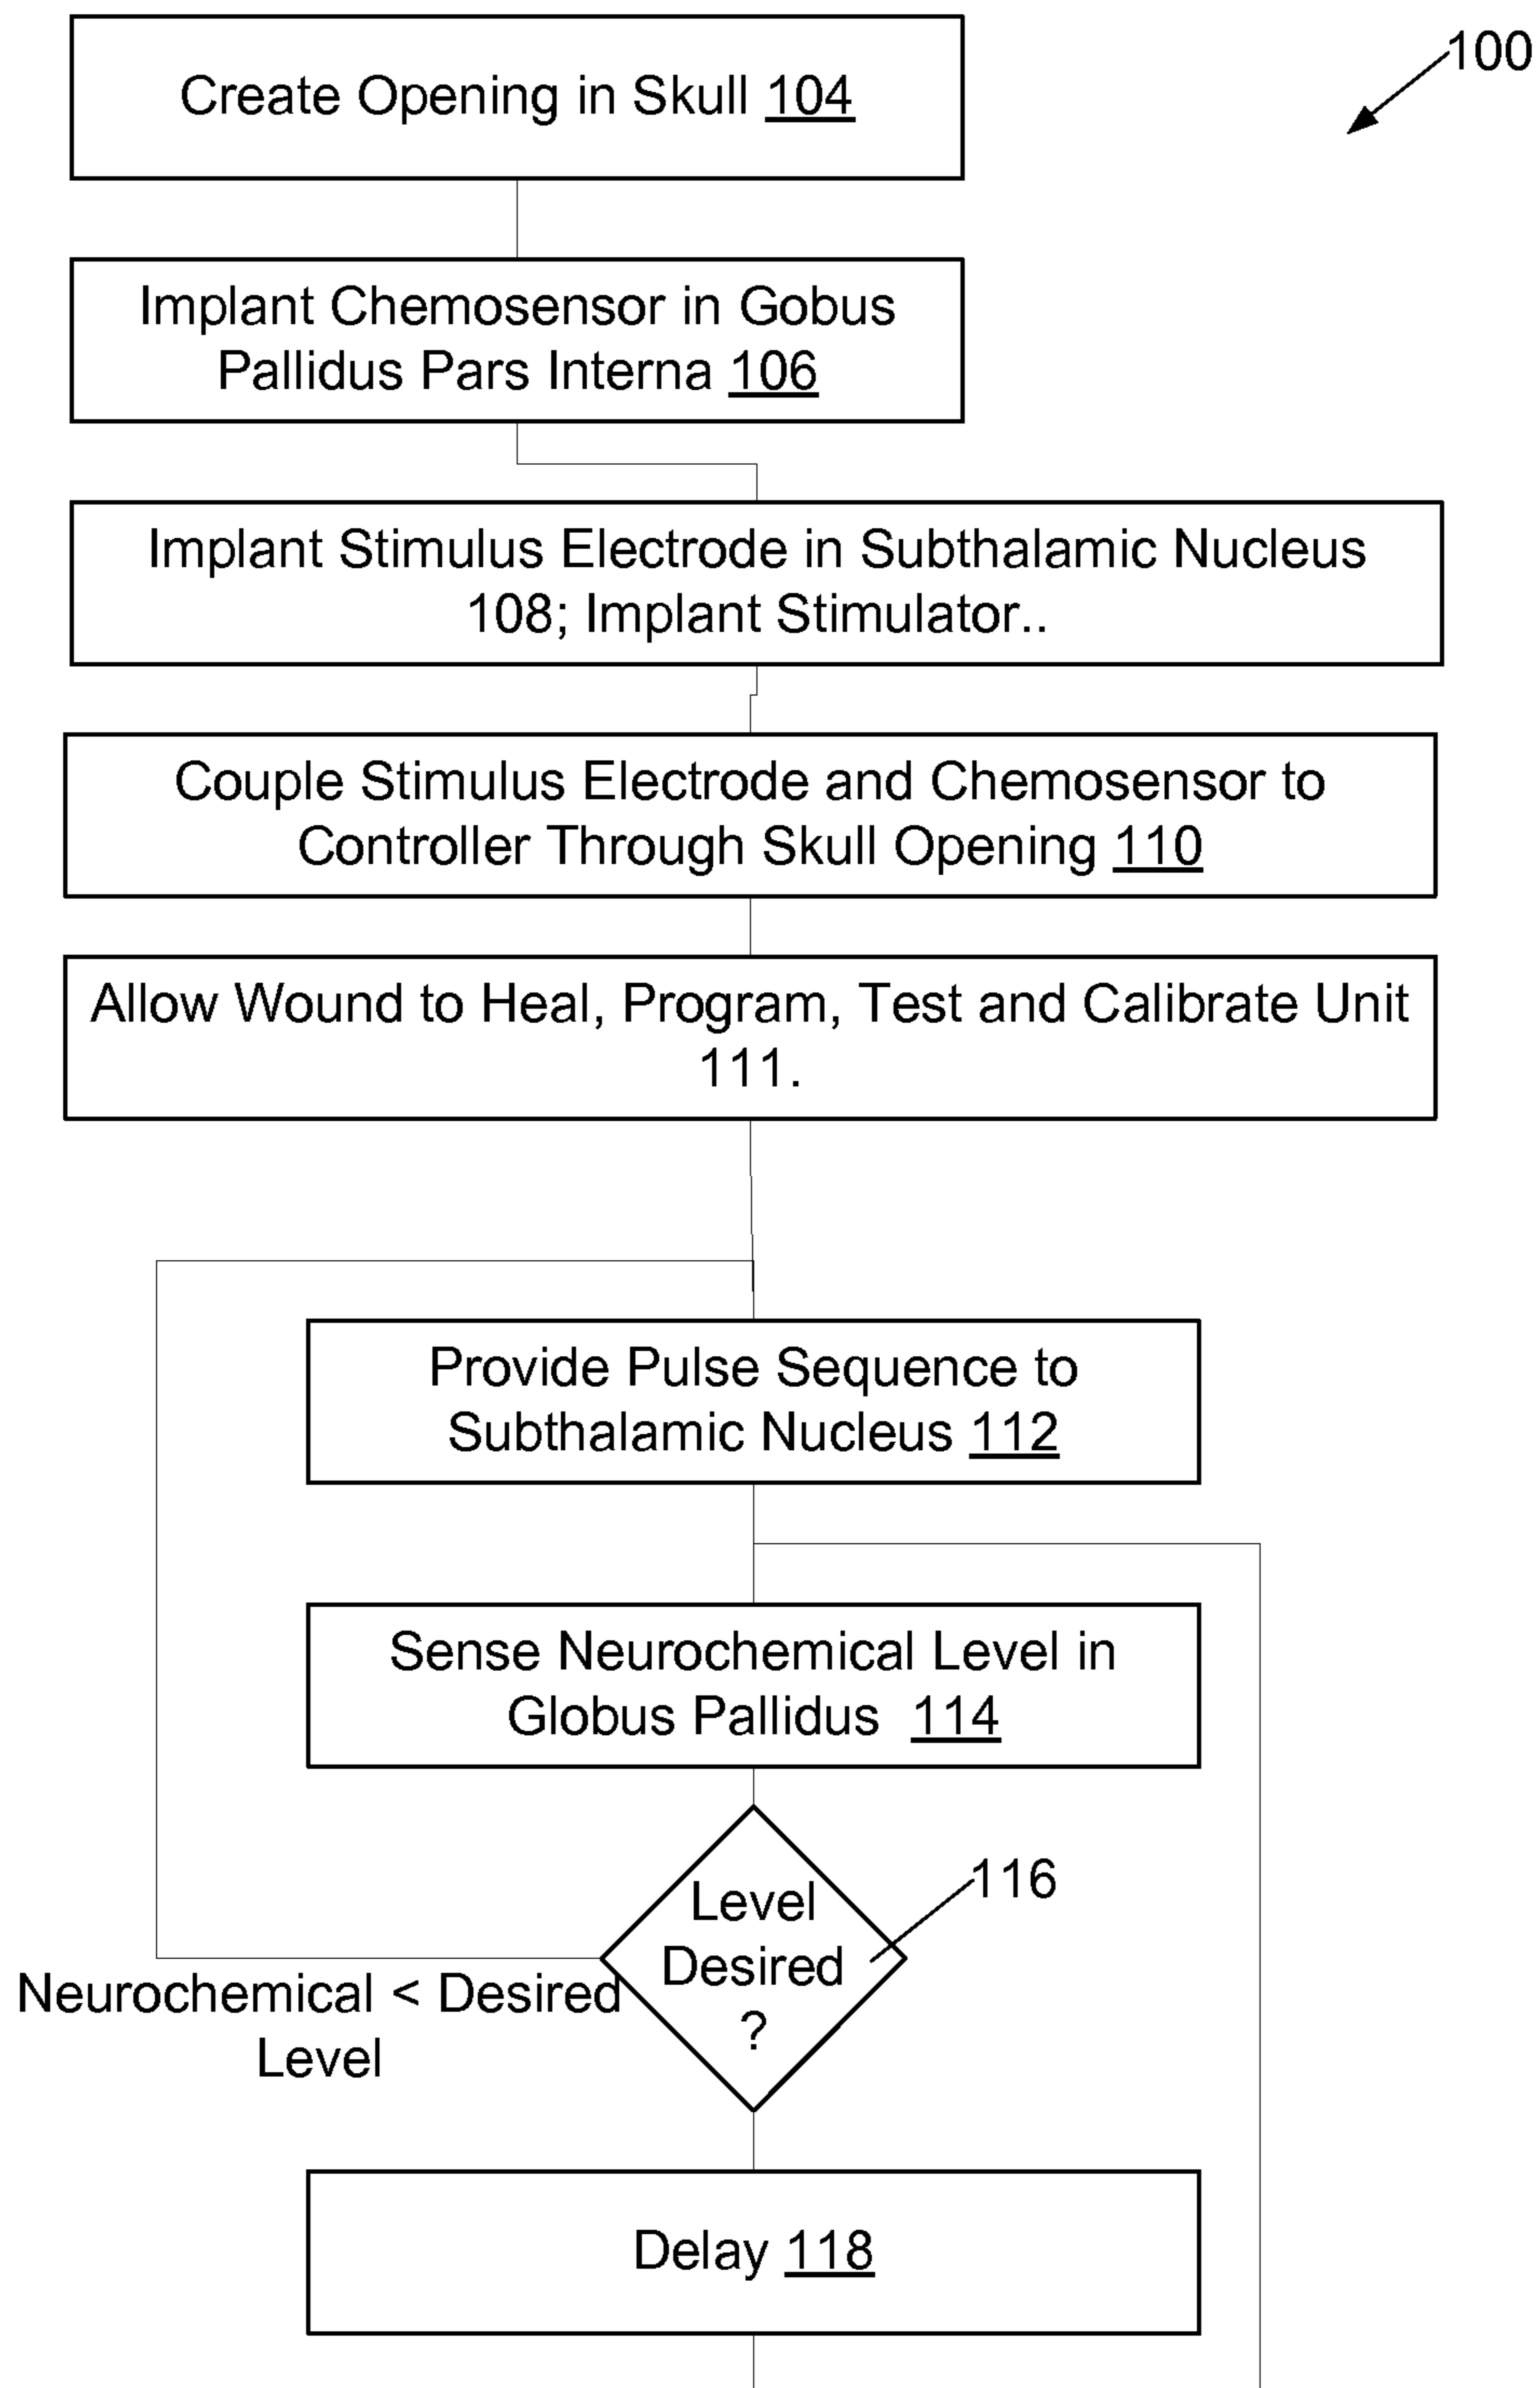 100
Create Opening in Skull 104
Implant Chemosensor in Gobus
Pallidus Pars Interna 106
Implant Stimulus Electrode in Subthalamic Nucleus
108; Implant Stimulator..
Couple Stimulus Electrode and Chemosensor to
Controller Through Skull Opening 110
Allow Wound to Heal, Program, Test and Calibrate Unit
111.
Provide Pulse Sequence to
Subthalamic Nucleus 112
Sense Neurochemical Level in
Globus Pallidus 114
116
Level
Desired
?
Neurochemical < Desired
Level
Delay 118